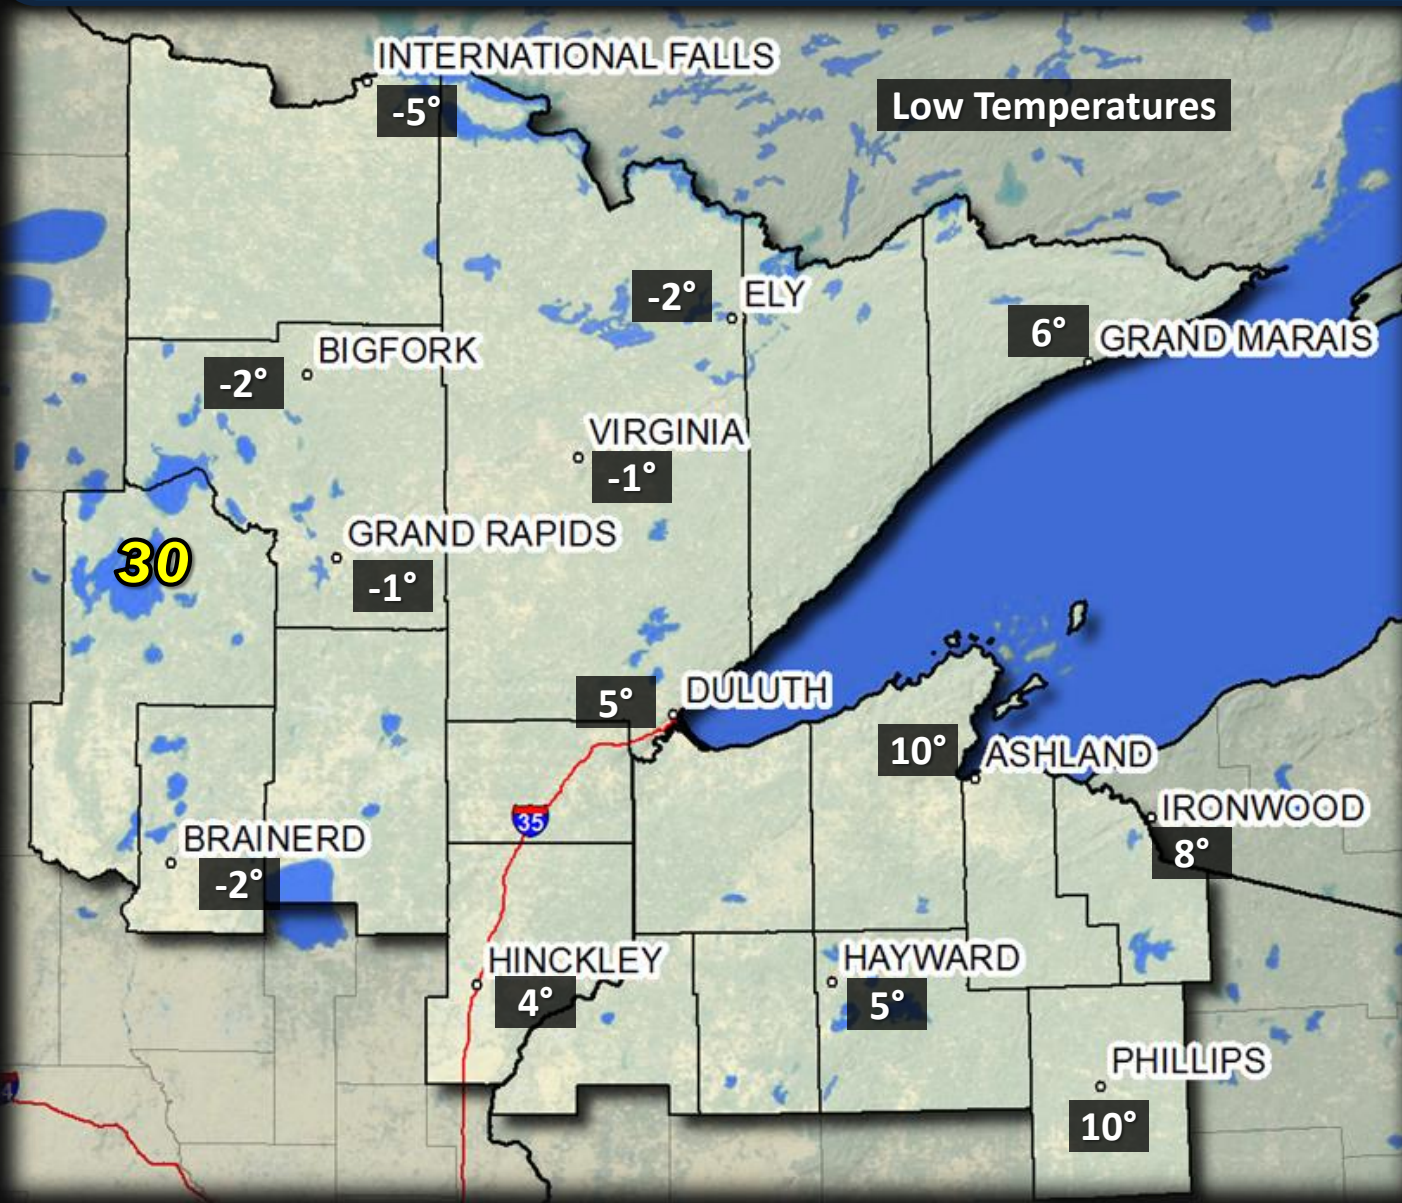 INTERNATIONAL FALLS
-5°
Low Temperatures
-2°
ELY
6°
GRAND MARAIS
BIGFORK
-2°
VIRGINIA
-1°
GRAND RAPIDS
-1°
30
5°
DULUTH
10°
ASHLAND
IRONWOOD
8°
35
BRAINERD
-2°
HINCKLEY
4°
HAYWARD
5°
PHILLIPS
10°
4